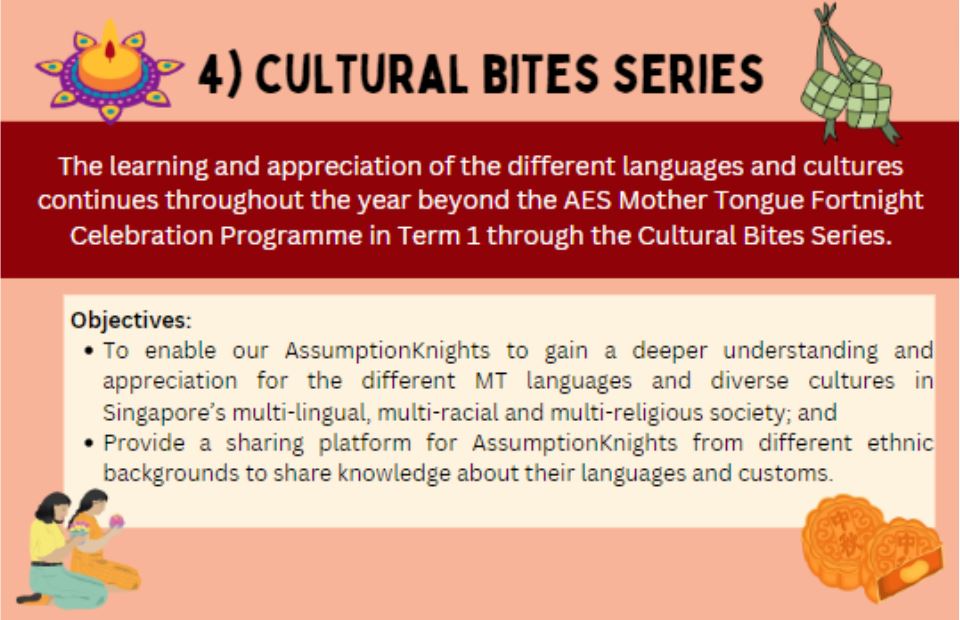 4) CULTURAL BITES SERIES
The learning and appreciation of the different languages and cultures
continues throughout the year beyond the AES Mother Tongue Fortnight
Celebration Programme in Term 1 through the Cultural Bites Series.
Objectives:
• To enable our AssumptionKnights to gain a deeper understanding and
appreciation for the different MT languages and diverse cultures in
Singapore's multi-lingual, multi-racial and multi-religious society; and
• Provide a sharing platform for AssumptionKnights from different ethnic
backgrounds to share knowledge about their languages and customs.
中秋
中